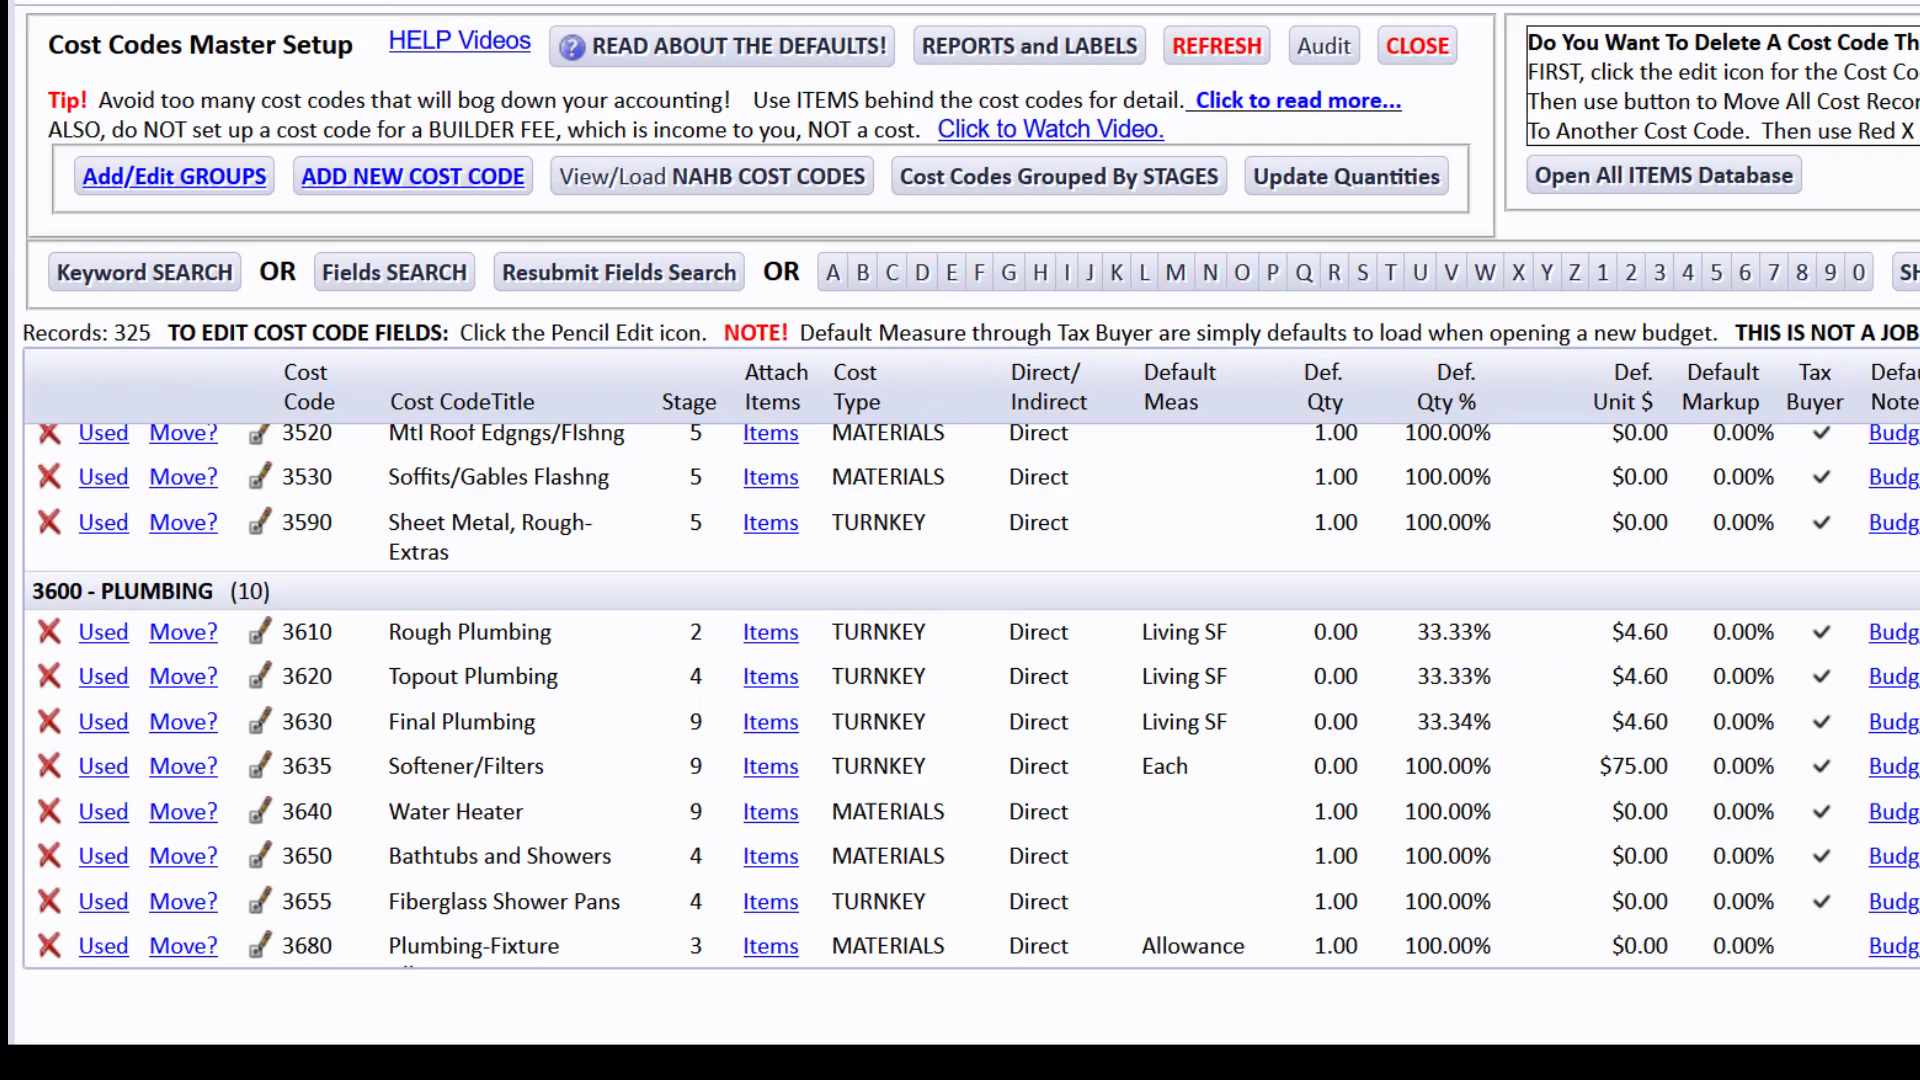 Cost Codes Master Setup HELP Videos READ ABOUT THE DEFAULTS! REPORTS and LABELS REFRESH Audit CLOSE
Tip! Avoid too many cost codes that will bog down your accounting! Use ITEMS behind the cost codes for detail. Click to read more...
ALSO, do NOT set up a cost code for a BUILDER FEE, which is income to you, NOT a cost. Click to Watch Video.
Add/Edit GROUPS ADD NEW COST CODE View/Load NAHB COST CODES Cost Codes Grouped By STAGES Update Quantities
Do You Want To Delete A Cost Code Th
FIRST, click the edit icon for the Cost Co
Then use button to Move All Cost Recor
To Another Cost Code. Then use Red X
Open All ITEMS Database
Keyword SEARCH OR Fields SEARCH Resubmit Fields Search OR A B C D E F G H I J K L M N O P Q R S T U V W X Y Z 1 2 3 4 5 6 7 8 9 0 SH
Records: 325 TO EDIT COST CODE FIELDS: Click the Pencil Edit icon. NOTE! Default Measure through Tax Buyer are simply defaults to load when opening a new budget. THIS IS NOT A JOB
Cost Attach Cost Direct/ Default Def. Def. Def. Default Tax Defau
Code Cost CodeTitle Stage Items Type Indirect Meas Qty Qty % Unit $ Markup Buyer Note
Used Move? 3520 Mtl Roof Edgngs/Flshng 5 Items MATERIALS Direct 1.00 100.00% $0.00 0.00% Budg
Used Move? 3530 Soffits/Gables Flashng 5 Items MATERIALS Direct 1.00 100.00% $0.00 0.00% Budg
Used Move? 3590 Sheet Metal, Rough- 5 Items TURNKEY Direct 1.00 100.00% $0.00 0.00% Budg
Extras
3600 - PLUMBING (10)
Used Move? 3610 Rough Plumbing 2 Items TURNKEY Direct Living SF 0.00 33.33% $4.60 0.00% Budg
Used Move? 3620 Topout Plumbing 4 Items TURNKEY Direct Living SF 0.00 33.33% $4.60 0.00% Budg
Used Move? 3630 Final Plumbing 9 Items TURNKEY Direct Living SF 0.00 33.34% $4.60 0.00% Budg
Used Move? 3635 Softener/Filters 9 Items TURNKEY Direct Each 0.00 100.00% $75.00 0.00% Budg
Used Move? 3640 Water Heater 9 Items MATERIALS Direct 1.00 100.00% $0.00 0.00% Budg
Used Move? 3650 Bathtubs and Showers 4 Items MATERIALS Direct 1.00 100.00% $0.00 0.00% Budg
Used Move? 3655 Fiberglass Shower Pans 4 Items TURNKEY Direct 1.00 100.00% $0.00 0.00% Budg
Used Move? 3680 Plumbing-Fixture 3 Items MATERIALS Direct Allowance 1.00 100.00% $0.00 0.00% Budg